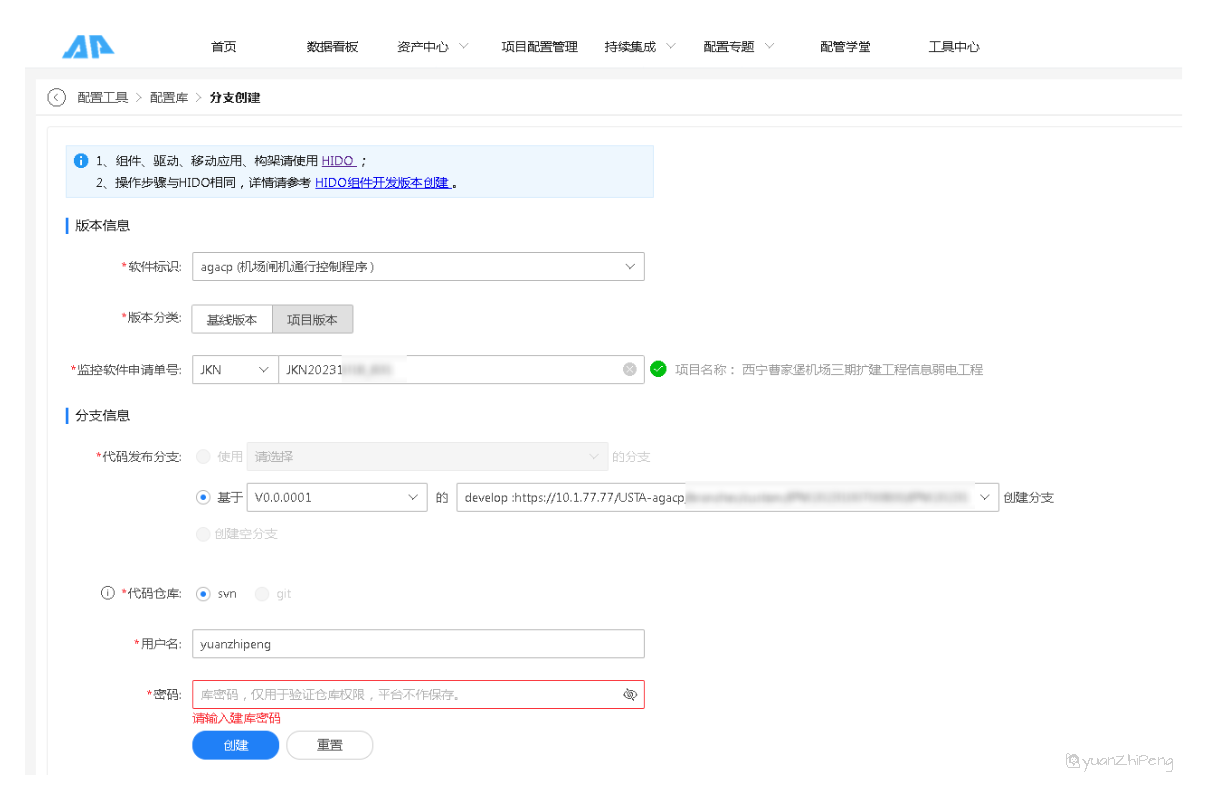 首页 数据看板 资产中心 项目配置管理 持续集成 配置专题 配管学堂 工具中心
配置工具 > 配置库 > 分支创建
1、组件、驱动、移动应用、构架请使用 HIDO ；
2、操作步骤与HIDO相同，详情请参考 HIDO组件开发版本创建 。
版本信息
*软件标识: agacp (机场闸机通行控制程序)
*版本分类: 基线版本 项目版本
*监控软件申请单号: JKN JKN20231 项目名称： 西宁曹家堡机场三期扩建工程信息弱电工程
分支信息
*代码发布分支: 使用 请选择 的分支
基于 V0.0.0001 的 develop :https://10.1.77.77/USTA-agacp 创建分支
创建空分支
*代码仓库: svn git
*用户名: yuanzhipeng
*密码: 库密码，仅用于验证仓库权限，平台不作保存。
请输入建库密码
创建 重置
yuanZhiPeng